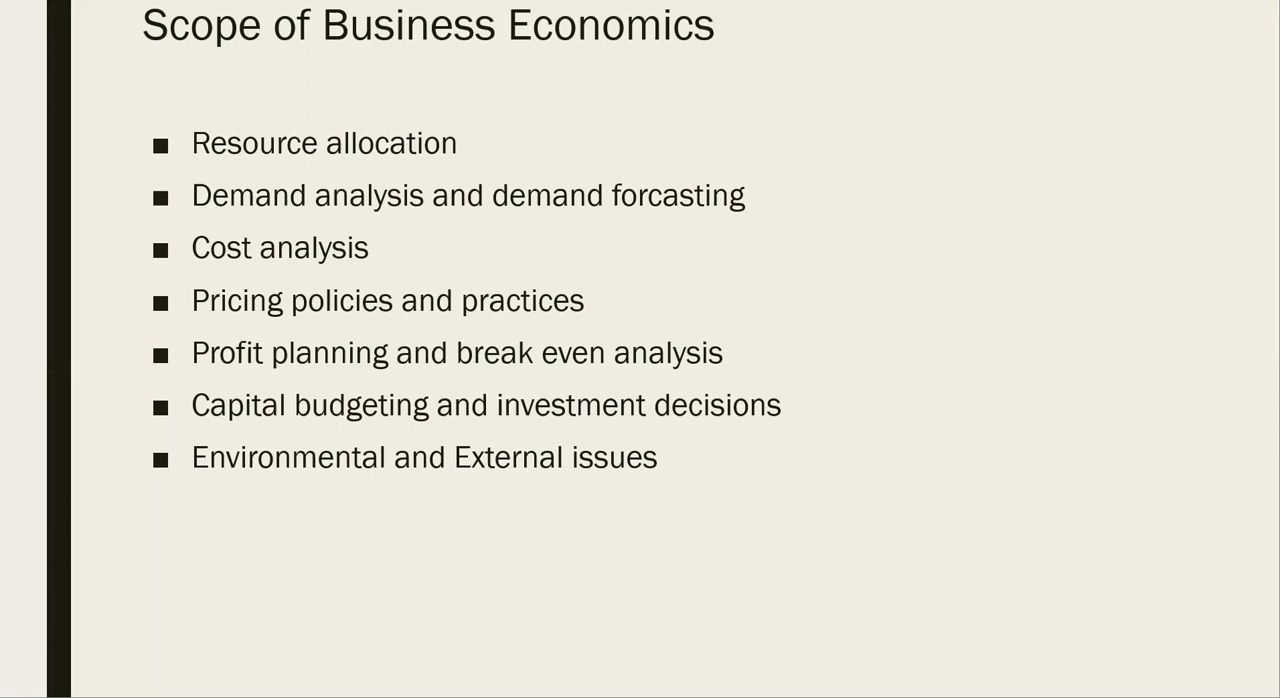 Scope of Business Economics
■ Resource allocation
■ Demand analysis and demand forcasting
■ Cost analysis
■ Pricing policies and practices
■ Profit planning and break even analysis
■ Capital budgeting and investment decisions
■ Environmental and External issues